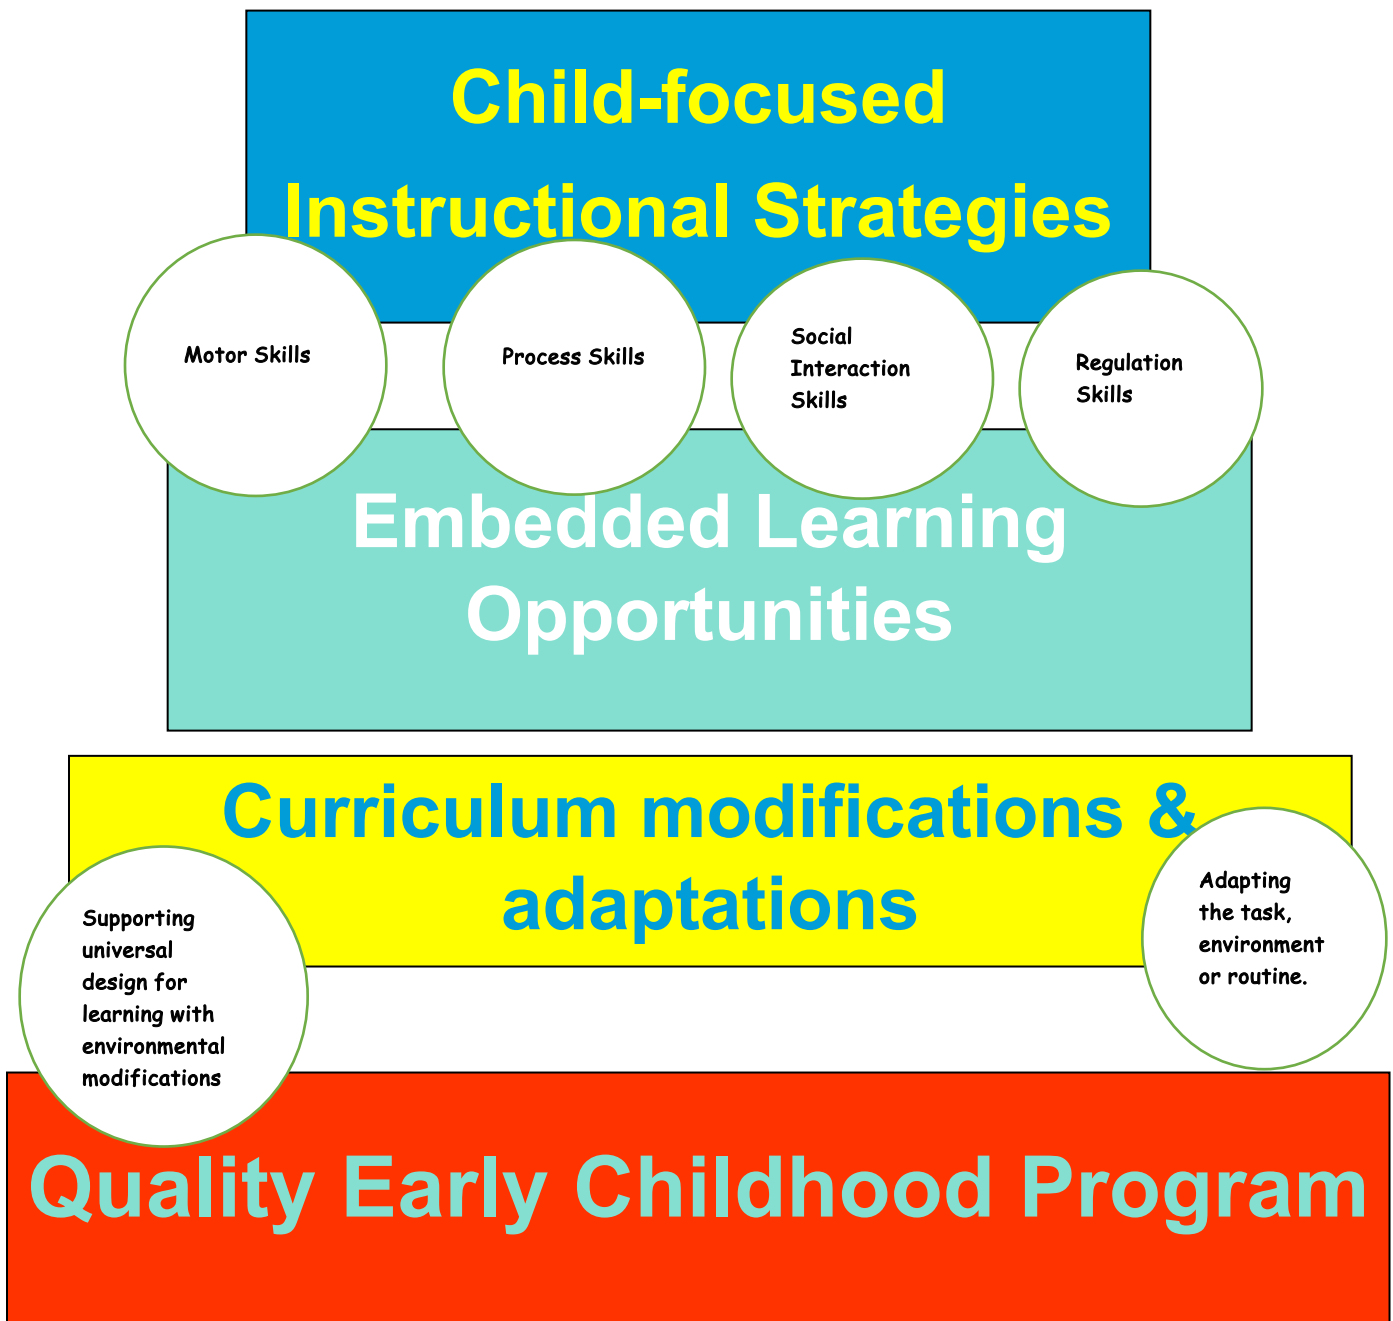 Child-focused
Instructional Strategies
Motor Skills
Process Skills
Social
Interaction
Skills
Regulation
Skills
Embedded Learning
Opportunities
Curriculum modifications &
adaptations
Supporting
universal
design for
learning with
environmental
modifications
Adapting
the task,
environment
or routine.
Quality Early Childhood Program